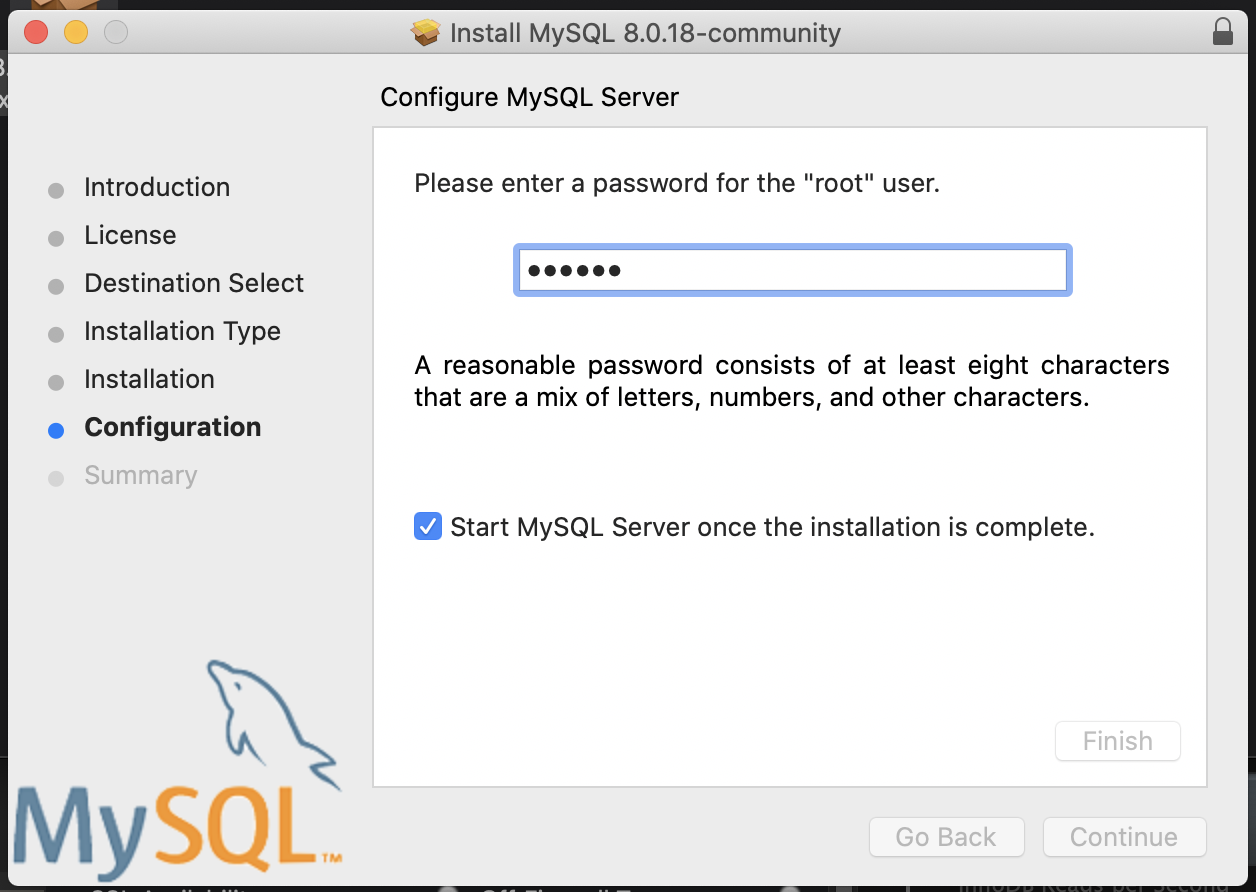 Install MySQL 8.0.18-community
Configure MySQL Server
Introduction
License
Destination Select
Installation Type
Installation
Configuration
Summary
Please enter a password for the "root" user.
••••••
A reasonable password consists of at least eight characters
that are a mix of letters, numbers, and other characters.
Start MySQL Server once the installation is complete.
Finish
MySQL™
Go Back
Continue